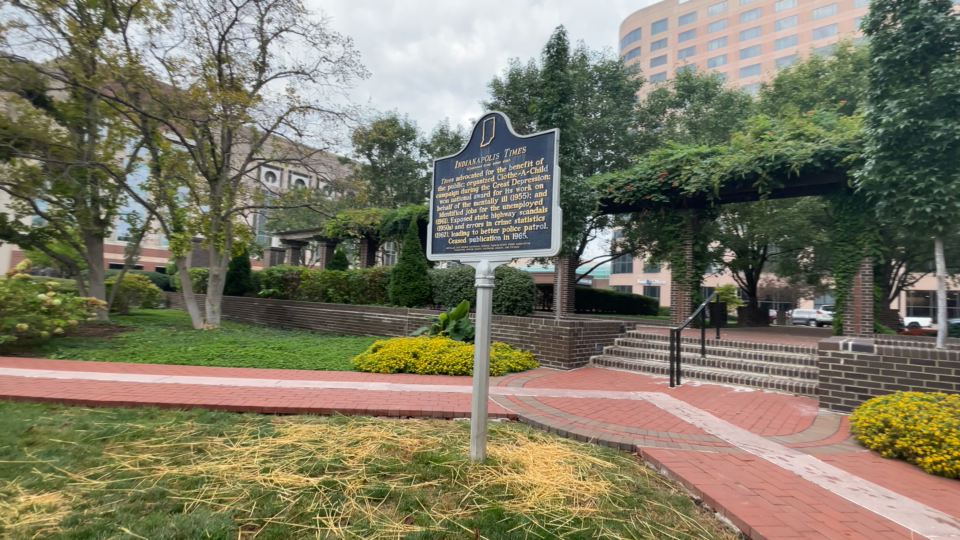 INDIANAPOLIS TIMES
Times advocated for the benefit of
the public; organized Clothe-A-Child
campaign during the Great Depression;
won national award for its work on
behalf of the mentally ill (1955); and
identified jobs for the unemployed
(1961). Exposed state highway scandals
(1950s) and errors in crime statistics
(1962), leading to better police patrol.
Ceased publication in 1965.